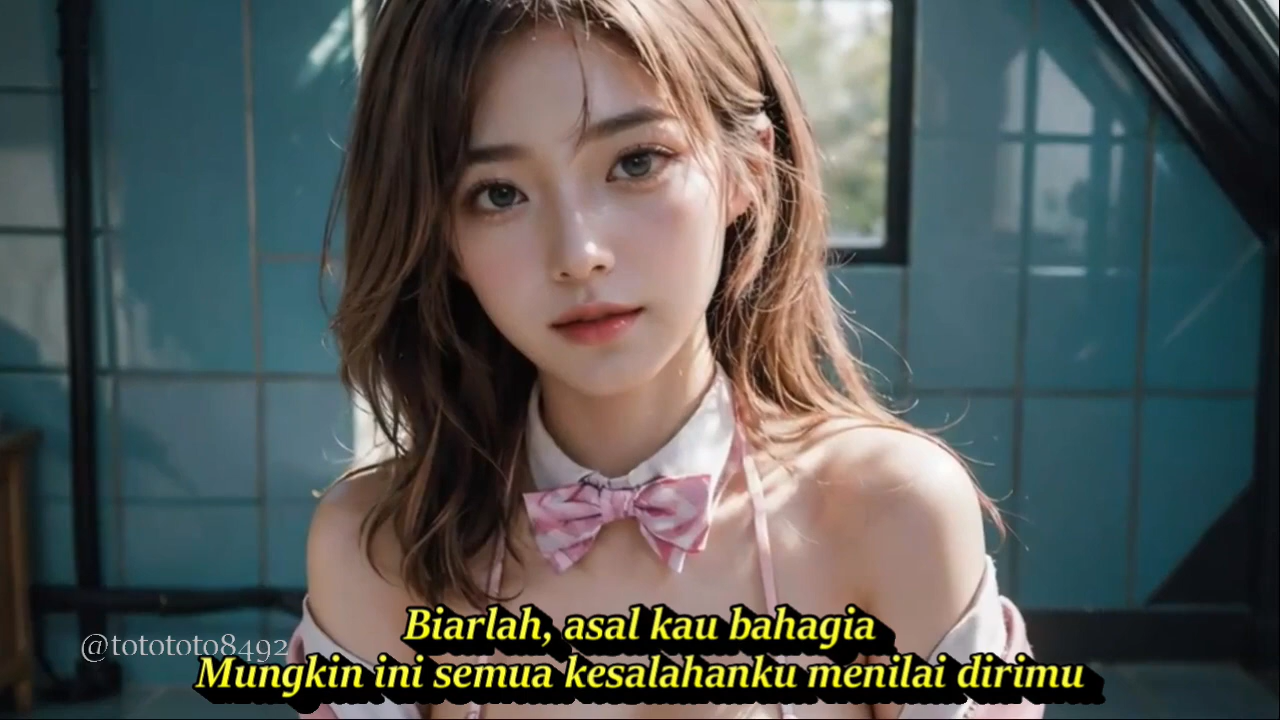 Biarlah, asal kau bahagia
@totototo8492
Mungkin ini semua kesalahanku menilai dirimu